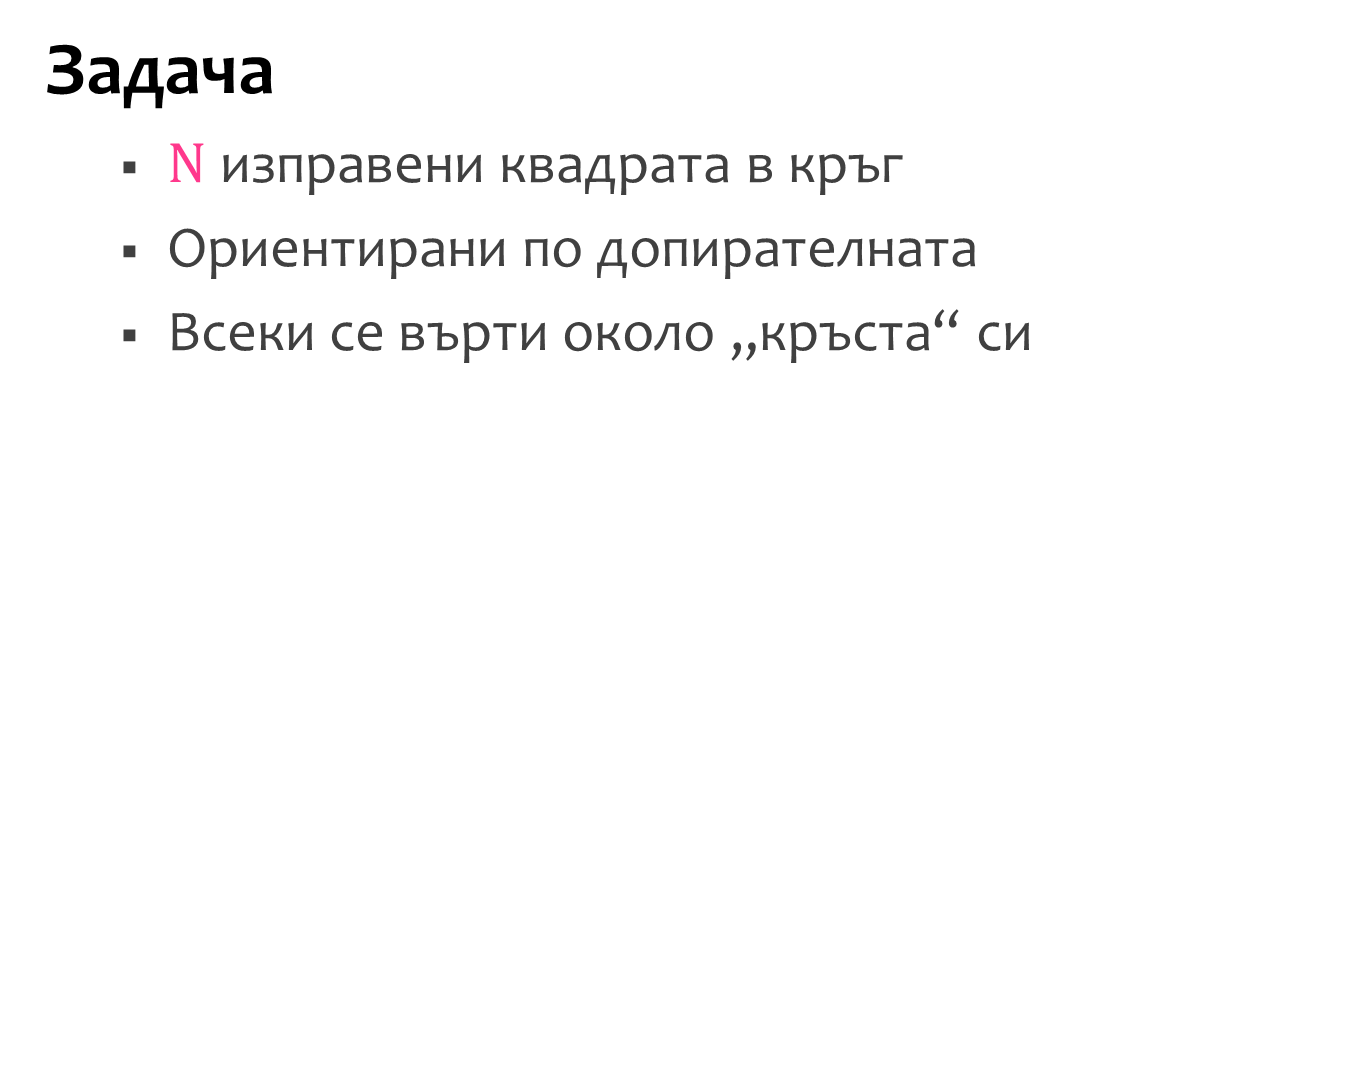 Задача
▪ N изправени квадрата в кръг
▪ Ориентирани по допирателната
▪ Всеки се върти около „кръста“ си